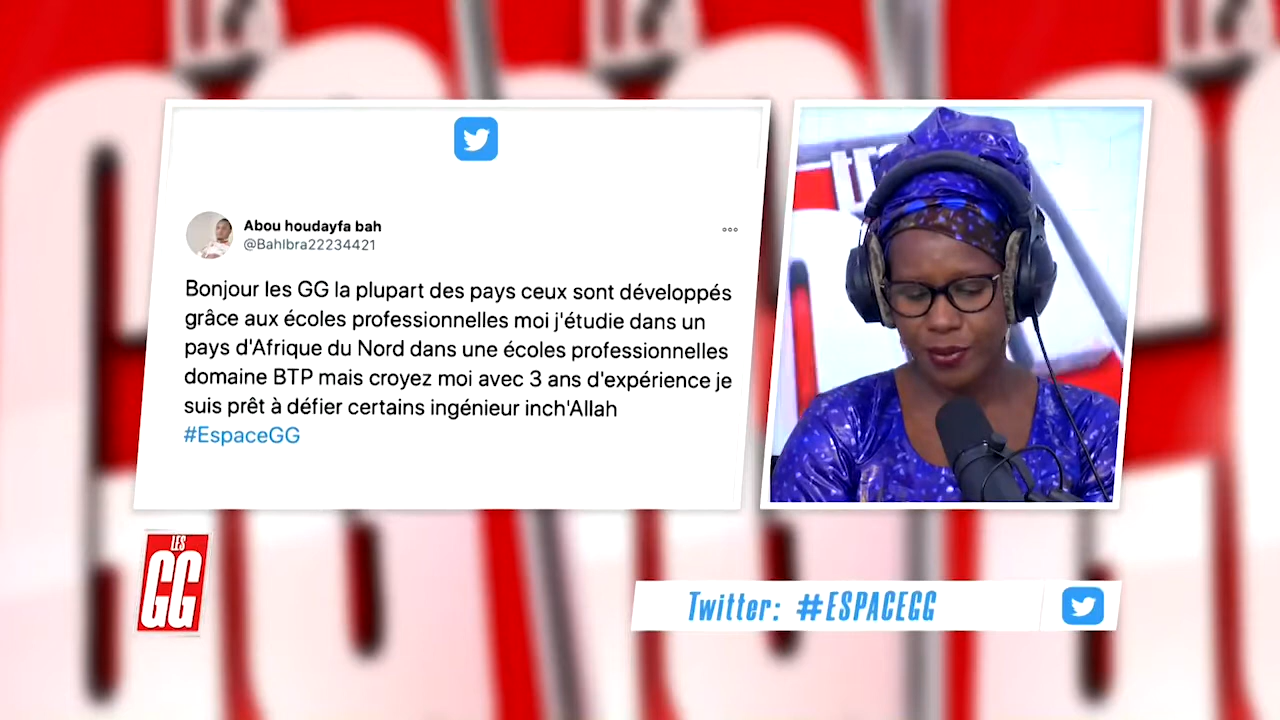 Abou houdayfa bah
@BahIbra22234421
Bonjour les GG la plupart des pays ceux sont développés
grâce aux écoles professionnelles moi j'étudie dans un
pays d'Afrique du Nord dans une écoles professionnelles
domaine BTP mais croyez moi avec 3 ans d'expérience je
suis prêt à défier certains ingénieur inch'Allah
#EspaceGG
LES
GG
Twitter: #ESPACEGG